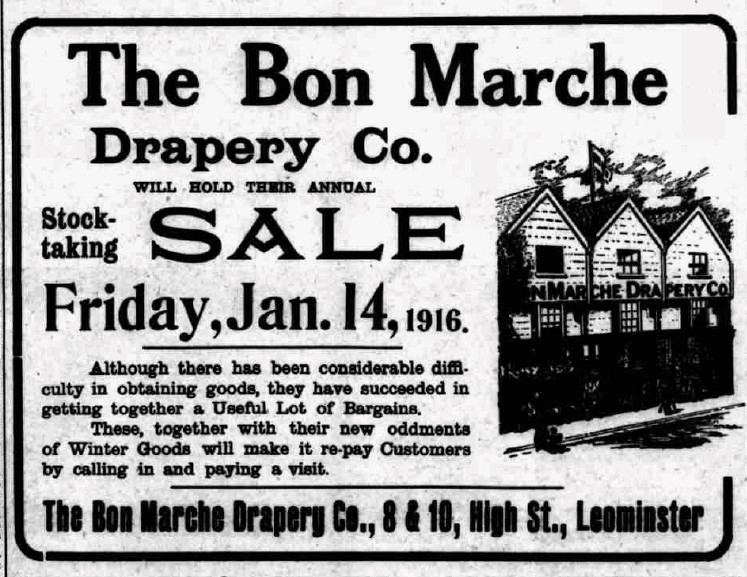 The Bon Marche
Drapery Co.
WILL HOLD THEIR ANNUAL
Stock-
taking SALE
Friday, Jan. 14, 1916.
Although there has been considerable diffi-
culty in obtaining goods, they have succeeded in
getting together a Useful Lot of Bargains.
These, together with their new oddments
of Winter Goods will make it re-pay Customers
by calling in and paying a visit.
N MARCHE DRAPERY CO
The Bon Marche Drapery Co., 8 & 10, High St., Leominster